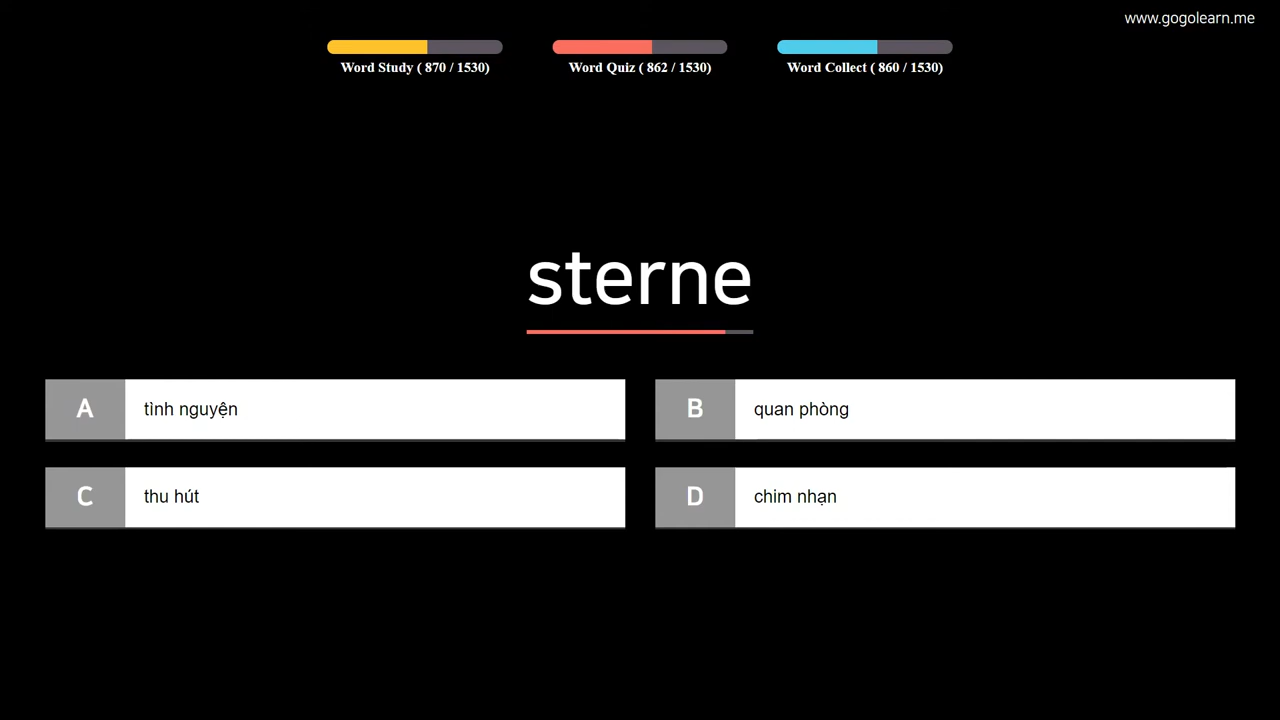 www.gogolearn.me
Word Study ( 870 / 1530)
Word Quiz ( 862 / 1530)
Word Collect ( 860 / 1530)
sterne
A tình nguyện
B quan phòng
C thu hút
D chim nhạn